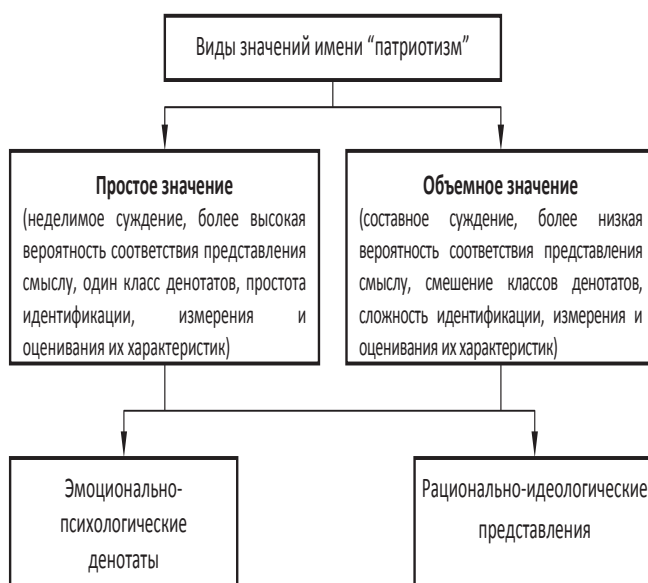 Виды значений имени “патриотизм”
Простое значение
(неделимое суждение, более высокая
вероятность соответствия представления
смыслу, один класс денотатов, простота
идентификации, измерения и
оценивания их характеристик)
Объемное значение
(составное суждение, более низкая
вероятность соответствия представления
смыслу, смешение классов денотатов,
сложность идентификации, измерения и
оценивания их характеристик)
Эмоционально-
психологические
денотаты
Рационально-идеологические
представления